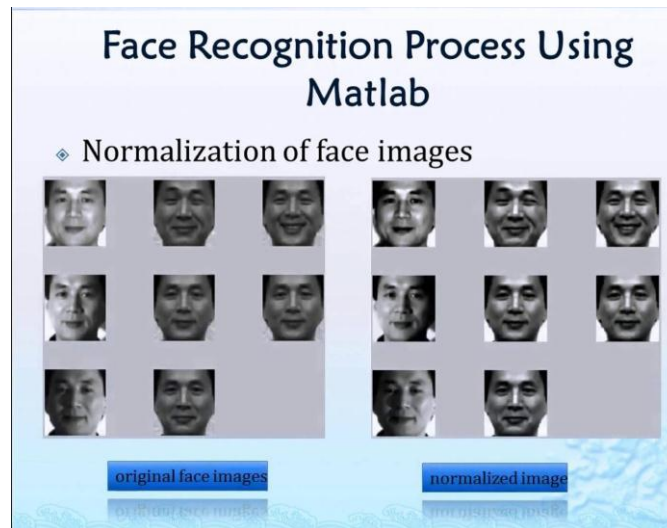 Face Recognition Process Using
Matlab
Normalization of face images
original face images
normalized image